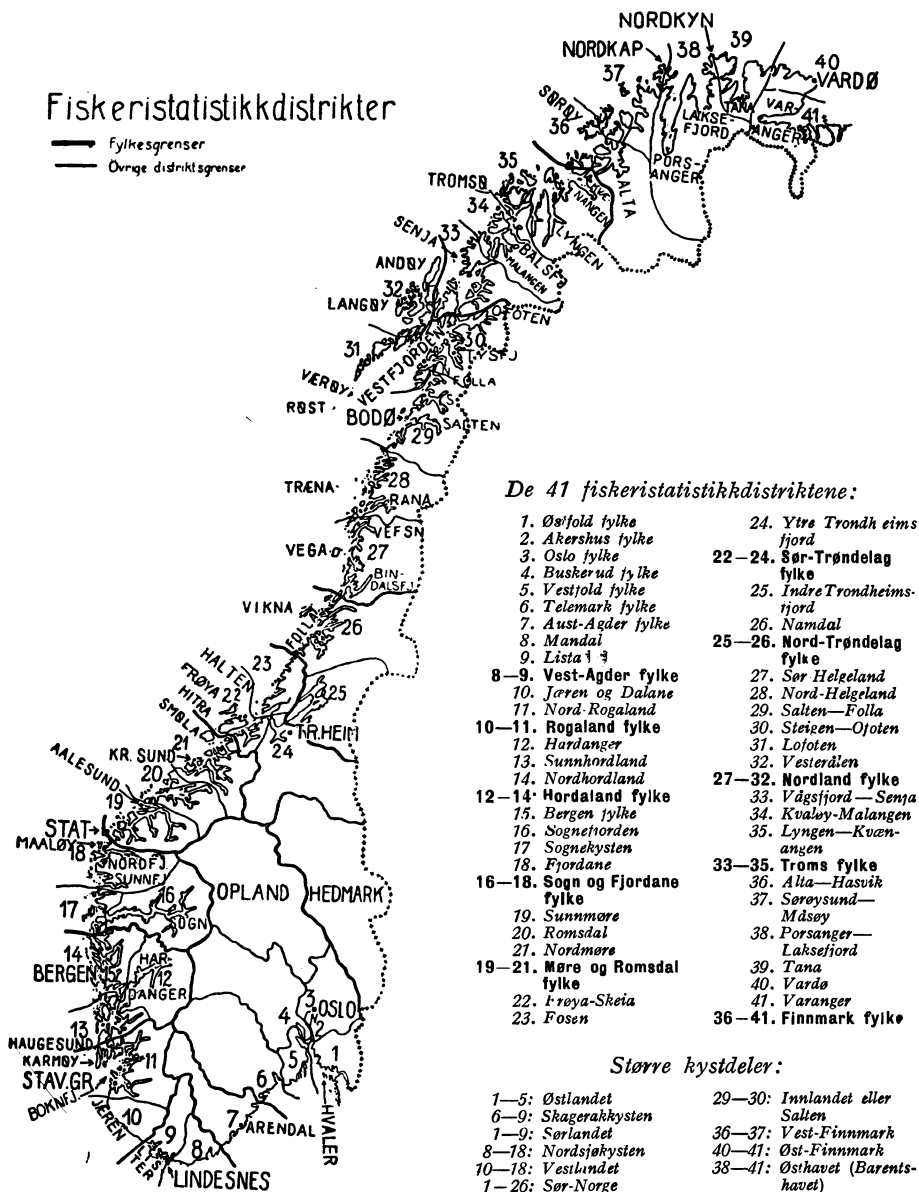 Fiskeristatistikkdistrikter
Fylkesgrenser
Övrige distriktsgrenser
NORDKYN
NORDKAP
38
39
40
VARDØ
37
SØRØY
36
LAKSE-
FJORD
TANA
VAR-
ANGER
41
PORS-
ANGER
ALTA
35
NANGEN
TROMSØ
34
LYNGEN
BALSFJ
MALANGEN
SENJA
33
ANDØY
32
LANGØY
OFOTEN
31
30
TYSFJ
VESTFJORDEN
VÆRØY
FOLLA
RØST
BODØ
29
SALTEN
28
TRÆNA
RANA
VEFSN
VEGA
27
BIN-
DALSFJ
VIKNA
26
FOLLA
HALTEN
23
FRØYA
22
25
HITRA
SMØLA
TR.HEIM
24
21
KR.SUND
20
AALESUND
19
STAT
MAALØY
18
NORDFJ
SUNNFJ
OPLAND
HEDMARK
16
SOGN
17
14
HAR-
12
DANGER
BERGEN
15
13
HAUGESUND
KARMØY
11
STAV.GR
BOKNFJ.
JÆREN
10
9
8
LINDESNES
7
ARENDAL
6
5
4
3
OSLO
2
1
HVALER
De 41 fiskeristatistikkdistriktene:
1. Østfold fylke
2. Akershus fylke
3. Oslo fylke
4. Buskerud fylke
5. Vestfold fylke
6. Telemark fylke
7. Aust-Agder fylke
8. Mandal
9. Lista
8—9. Vest-Agder fylke
10. Jæren og Dalane
11. Nord-Rogaland
10—11. Rogaland fylke
12. Hardanger
13. Sunnhordland
14. Nordhordland
12—14. Hordaland fylke
15. Bergen fylke
16. Sognefjorden
17 Sognekysten
18. Fjordane
16—18. Sogn og Fjordane
fylke
19. Sunnmøre
20. Romsdal
21. Nordmøre
19—21. Møre og Romsdal
fylke
22. Frøya-Skeia
23. Fosen
24. Ytre Trondheims
fjord
22—24. Sør-Trøndelag
fylke
25. Indre Trondheims-
fjord
26. Namdal
25—26. Nord-Trøndelag
fylke
27. Sør Helgeland
28. Nord-Helgeland
29. Salten—Folla
30. Steigen—Ofoten
31. Lofoten
32. Vesterålen
27—32. Nordland fylke
33. Vågsfjord—Senja
34. Kvaløy-Malangen
35. Lyngen—Kvæn-
angen
33—35. Troms fylke
36. Alta—Hasvik
37. Sørøysund—
Måsøy
38. Porsanger—
Laksefjord
39. Tana
40. Vardø
41. Varanger
36—41. Finnmark fylke
Større kystdeler:
1—5: Østlandet
6—9: Skagerakkysten
1—9: Sørlandet
8—18: Nordsjøkysten
10—18: Vestlandet
1—26: Sør-Norge
29—30: Innlandet eller
Salten
36—37: Vest-Finnmark
40—41: Øst-Finnmark
38—41: Østhavet (Barents-
havet)